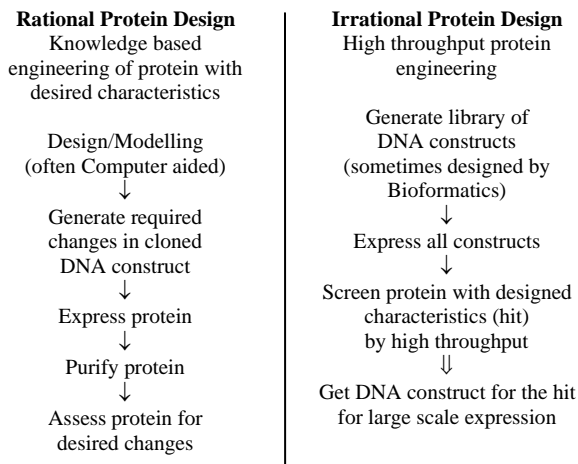 Rational Protein Design
Knowledge based
engineering of protein with
desired characteristics
Design/Modelling
(often Computer aided)
↓
Generate required
changes in cloned
DNA construct
↓
Express protein
↓
Purify protein
↓
Assess protein for
desired changes
Irrational Protein Design
High throughput protein
engineering
Generate library of
DNA constructs
(sometimes designed by
Bioformatics)
↓
Express all constructs
↓
Screen protein with designed
characteristics (hit)
by high throughput
⇓
Get DNA construct for the hit
for large scale expression